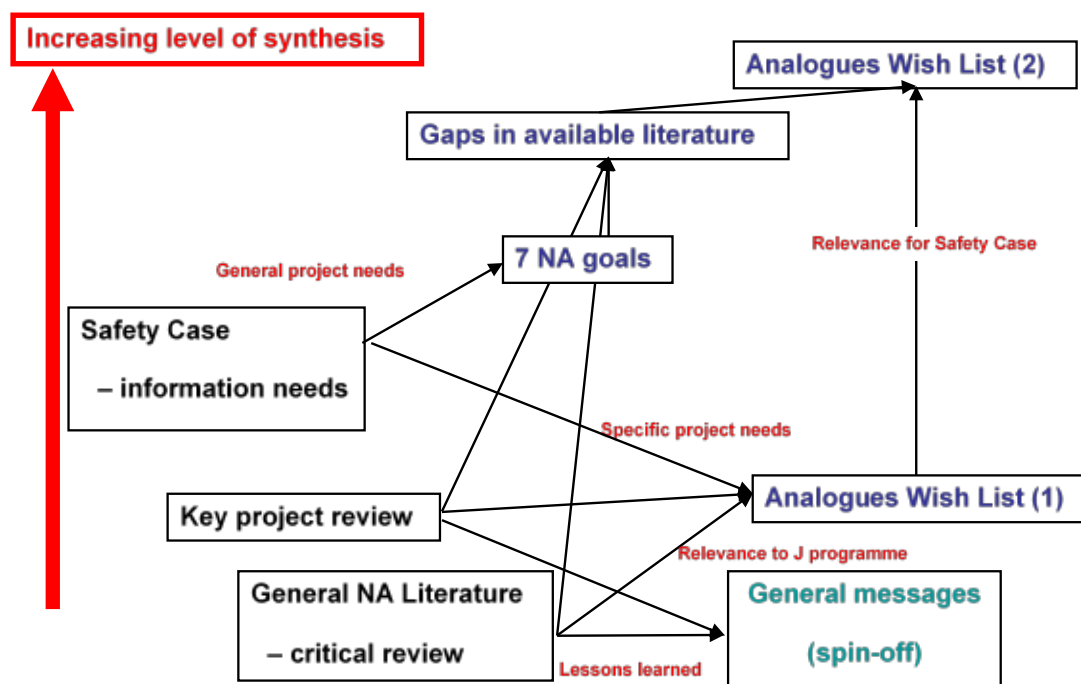 Increasing level of synthesis
Analogues Wish List (2)
Gaps in available literature
7 NA goals
Relevance for Safety Case
General project needs
Safety Case
– information needs
Specific project needs
Analogues Wish List (1)
Key project review
Relevance to J programme
General NA Literature
– critical review
General messages
(spin-off)
Lessons learned